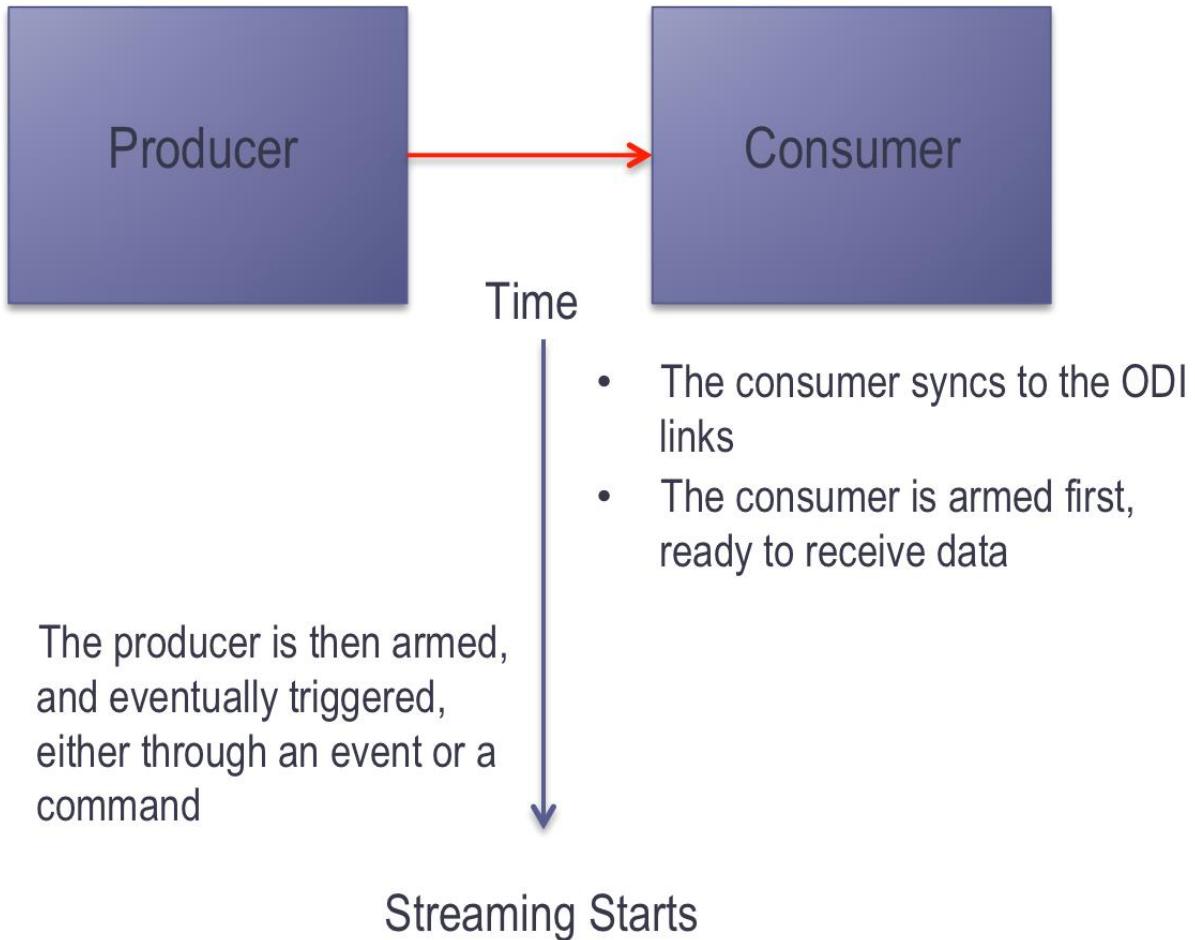 Producer
Consumer
Time
• The consumer syncs to the ODI
links
• The consumer is armed first,
ready to receive data
The producer is then armed,
and eventually triggered,
either through an event or a
command
Streaming Starts